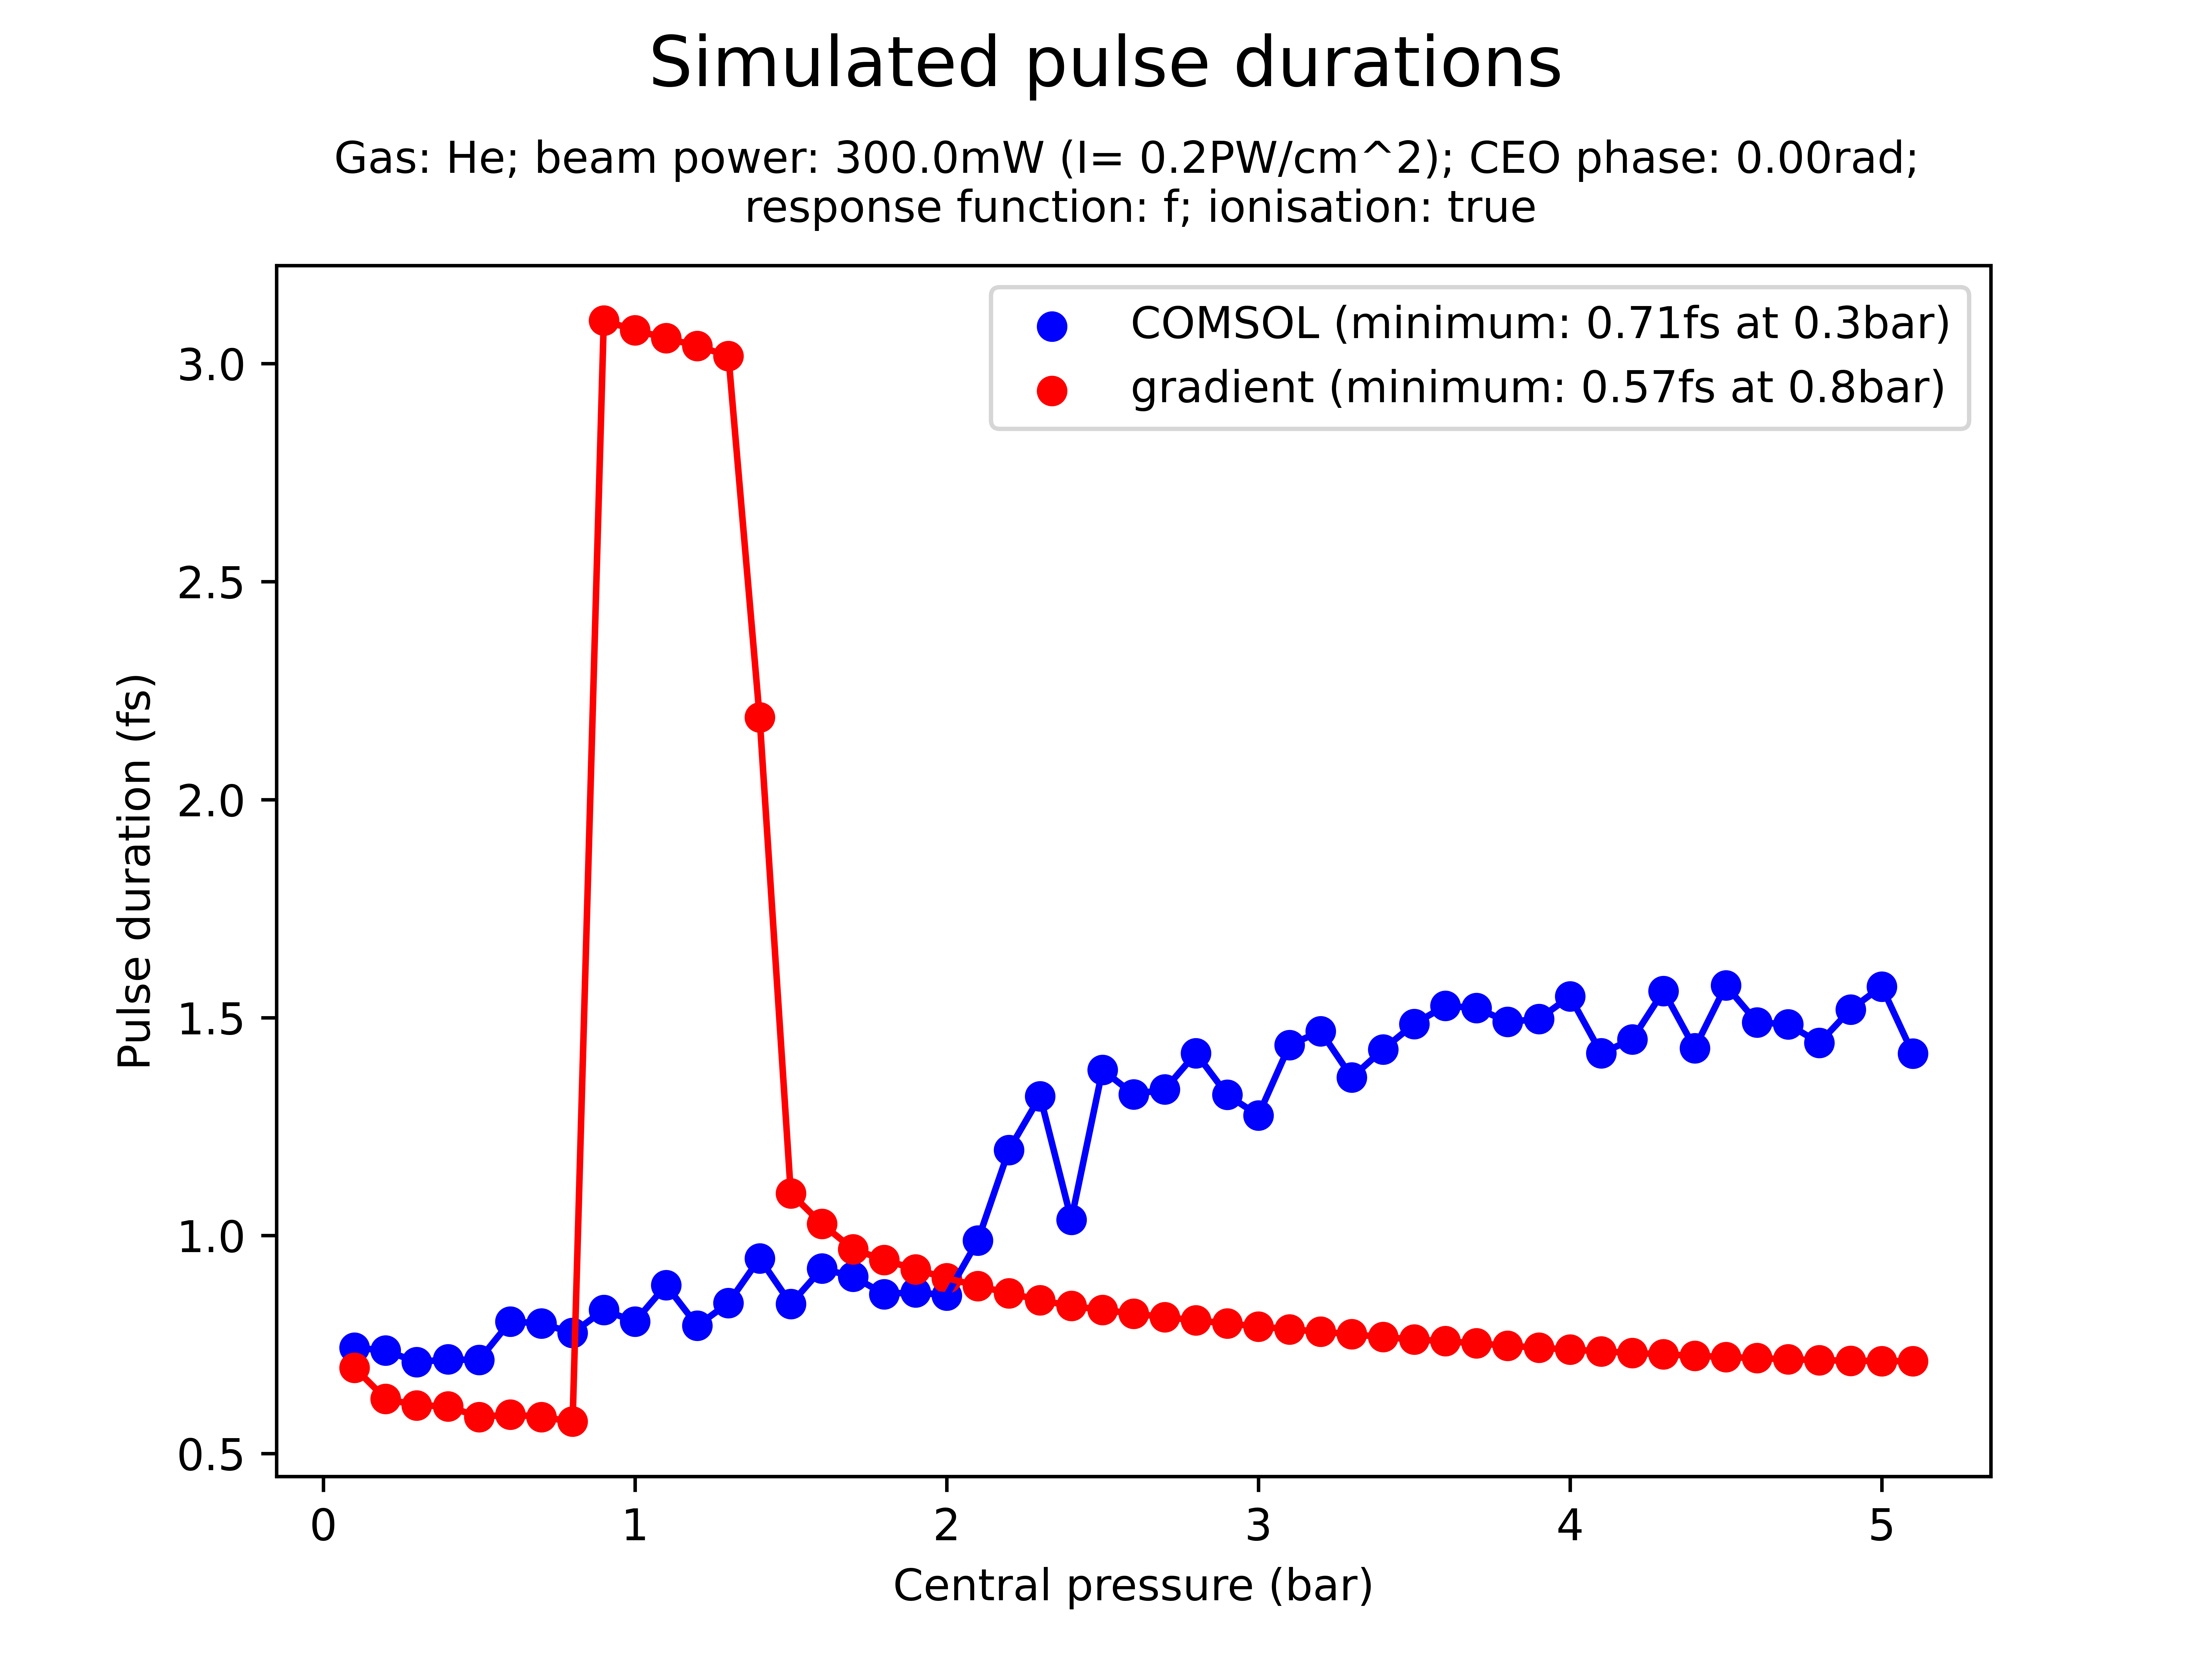 Simulated pulse durations
Gas: He; beam power: 300.0mW (I= 0.2PW/cm^2); CEO phase: 0.00rad;
response function: f; ionisation: true
COMSOL (minimum: 0.71fs at 0.3bar)
gradient (minimum: 0.57fs at 0.8bar)
Pulse duration (fs)
3.0
2.5
2.0
1.5
1.0
0.5
0 1 2 3 4 5
Central pressure (bar)